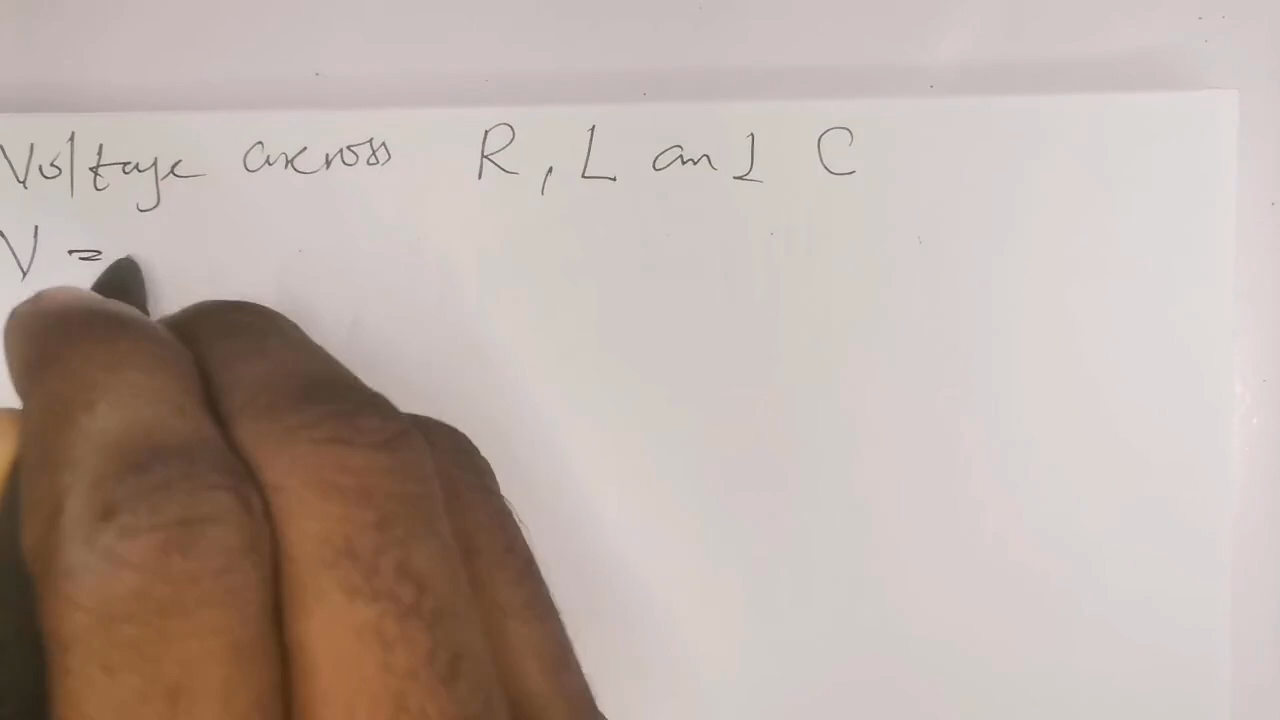 Voltage across R, L and C
V =